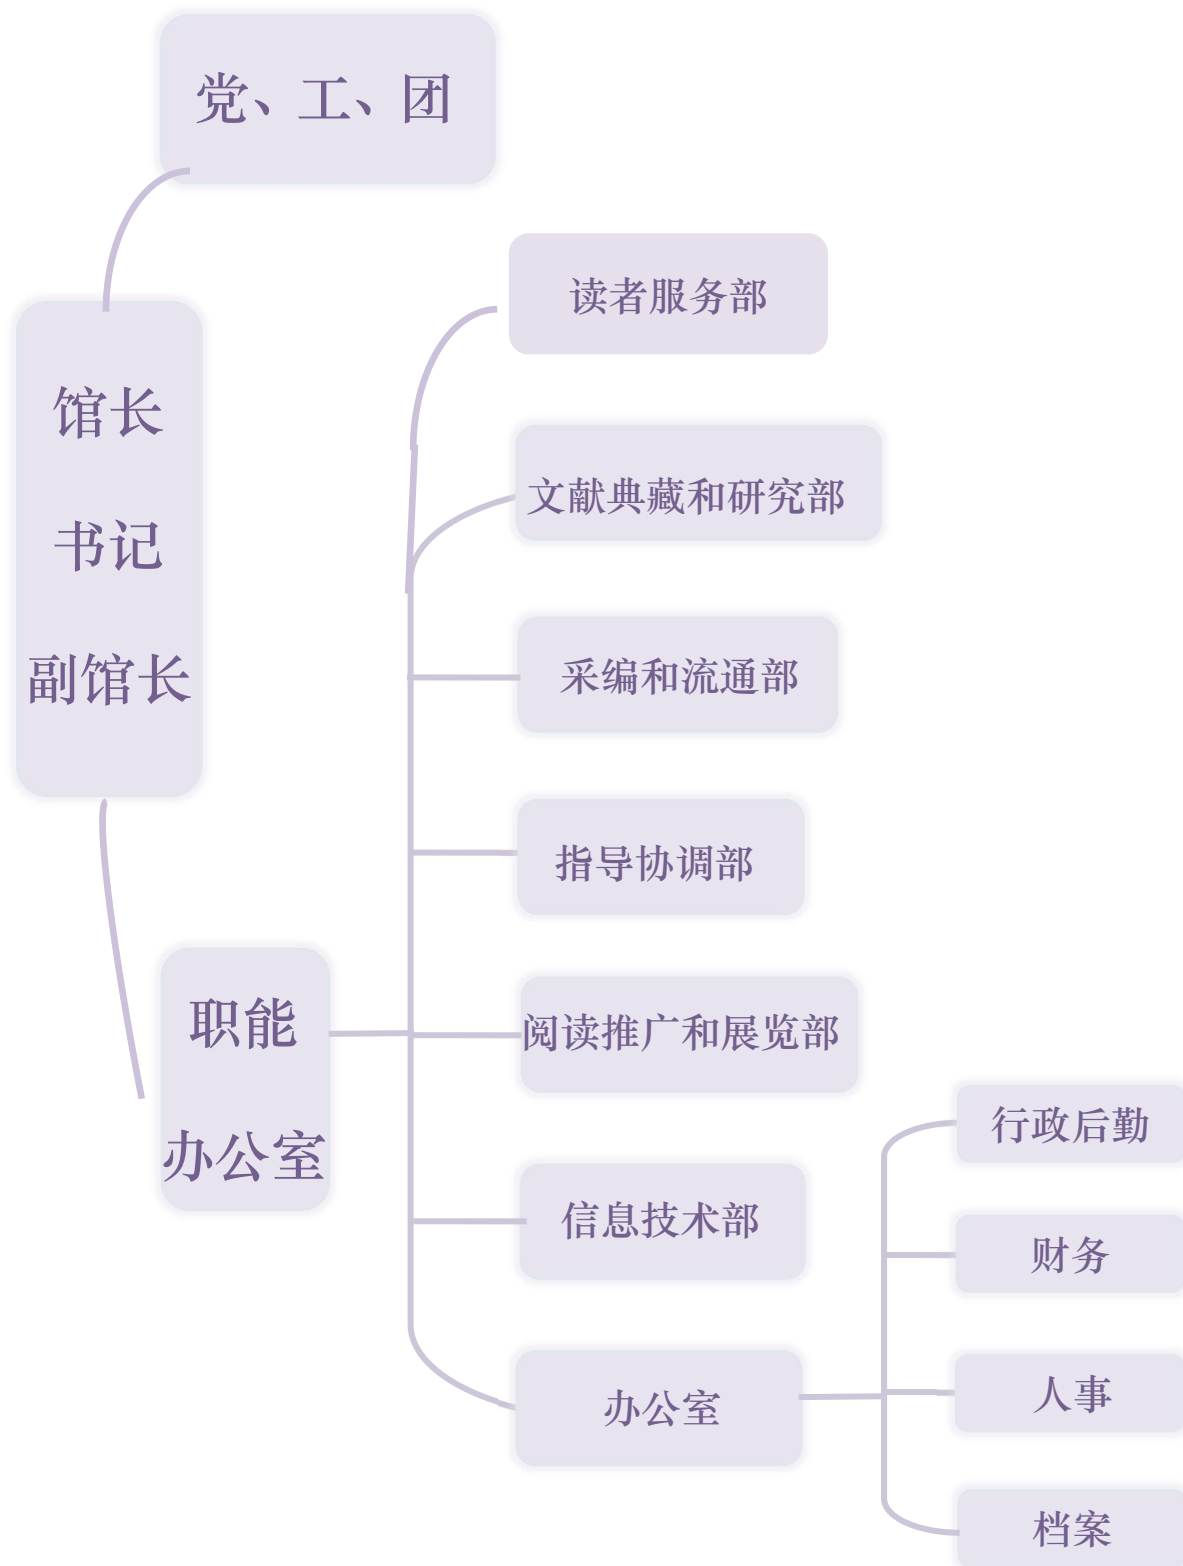 党、工、团
馆长
书记
副馆长
职能
办公室
读者服务部
文献典藏和研究部
采编和流通部
指导协调部
阅读推广和展览部
信息技术部
办公室
行政后勤
财务
人事
档案